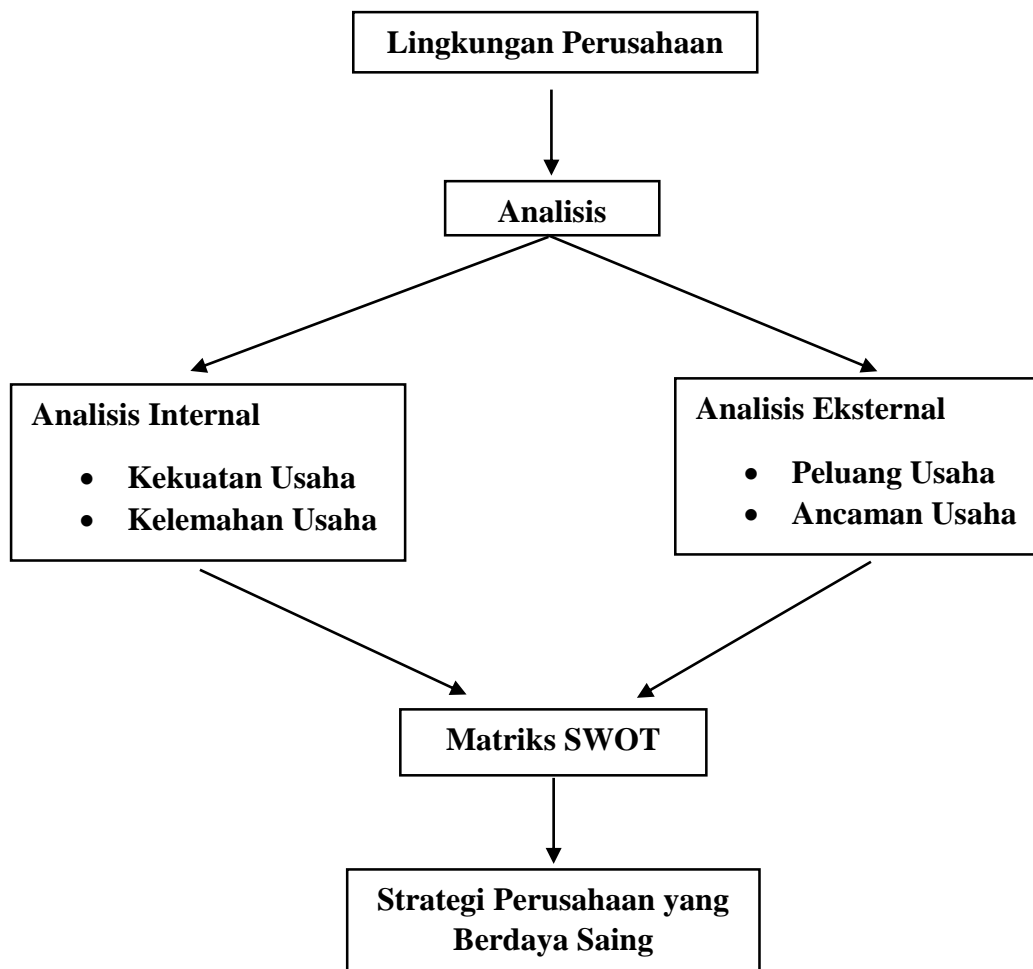 Lingkungan Perusahaan
Analisis
Analisis Internal
• Kekuatan Usaha
• Kelemahan Usaha
Analisis Eksternal
• Peluang Usaha
• Ancaman Usaha
Matriks SWOT
Strategi Perusahaan yang
Berdaya Saing